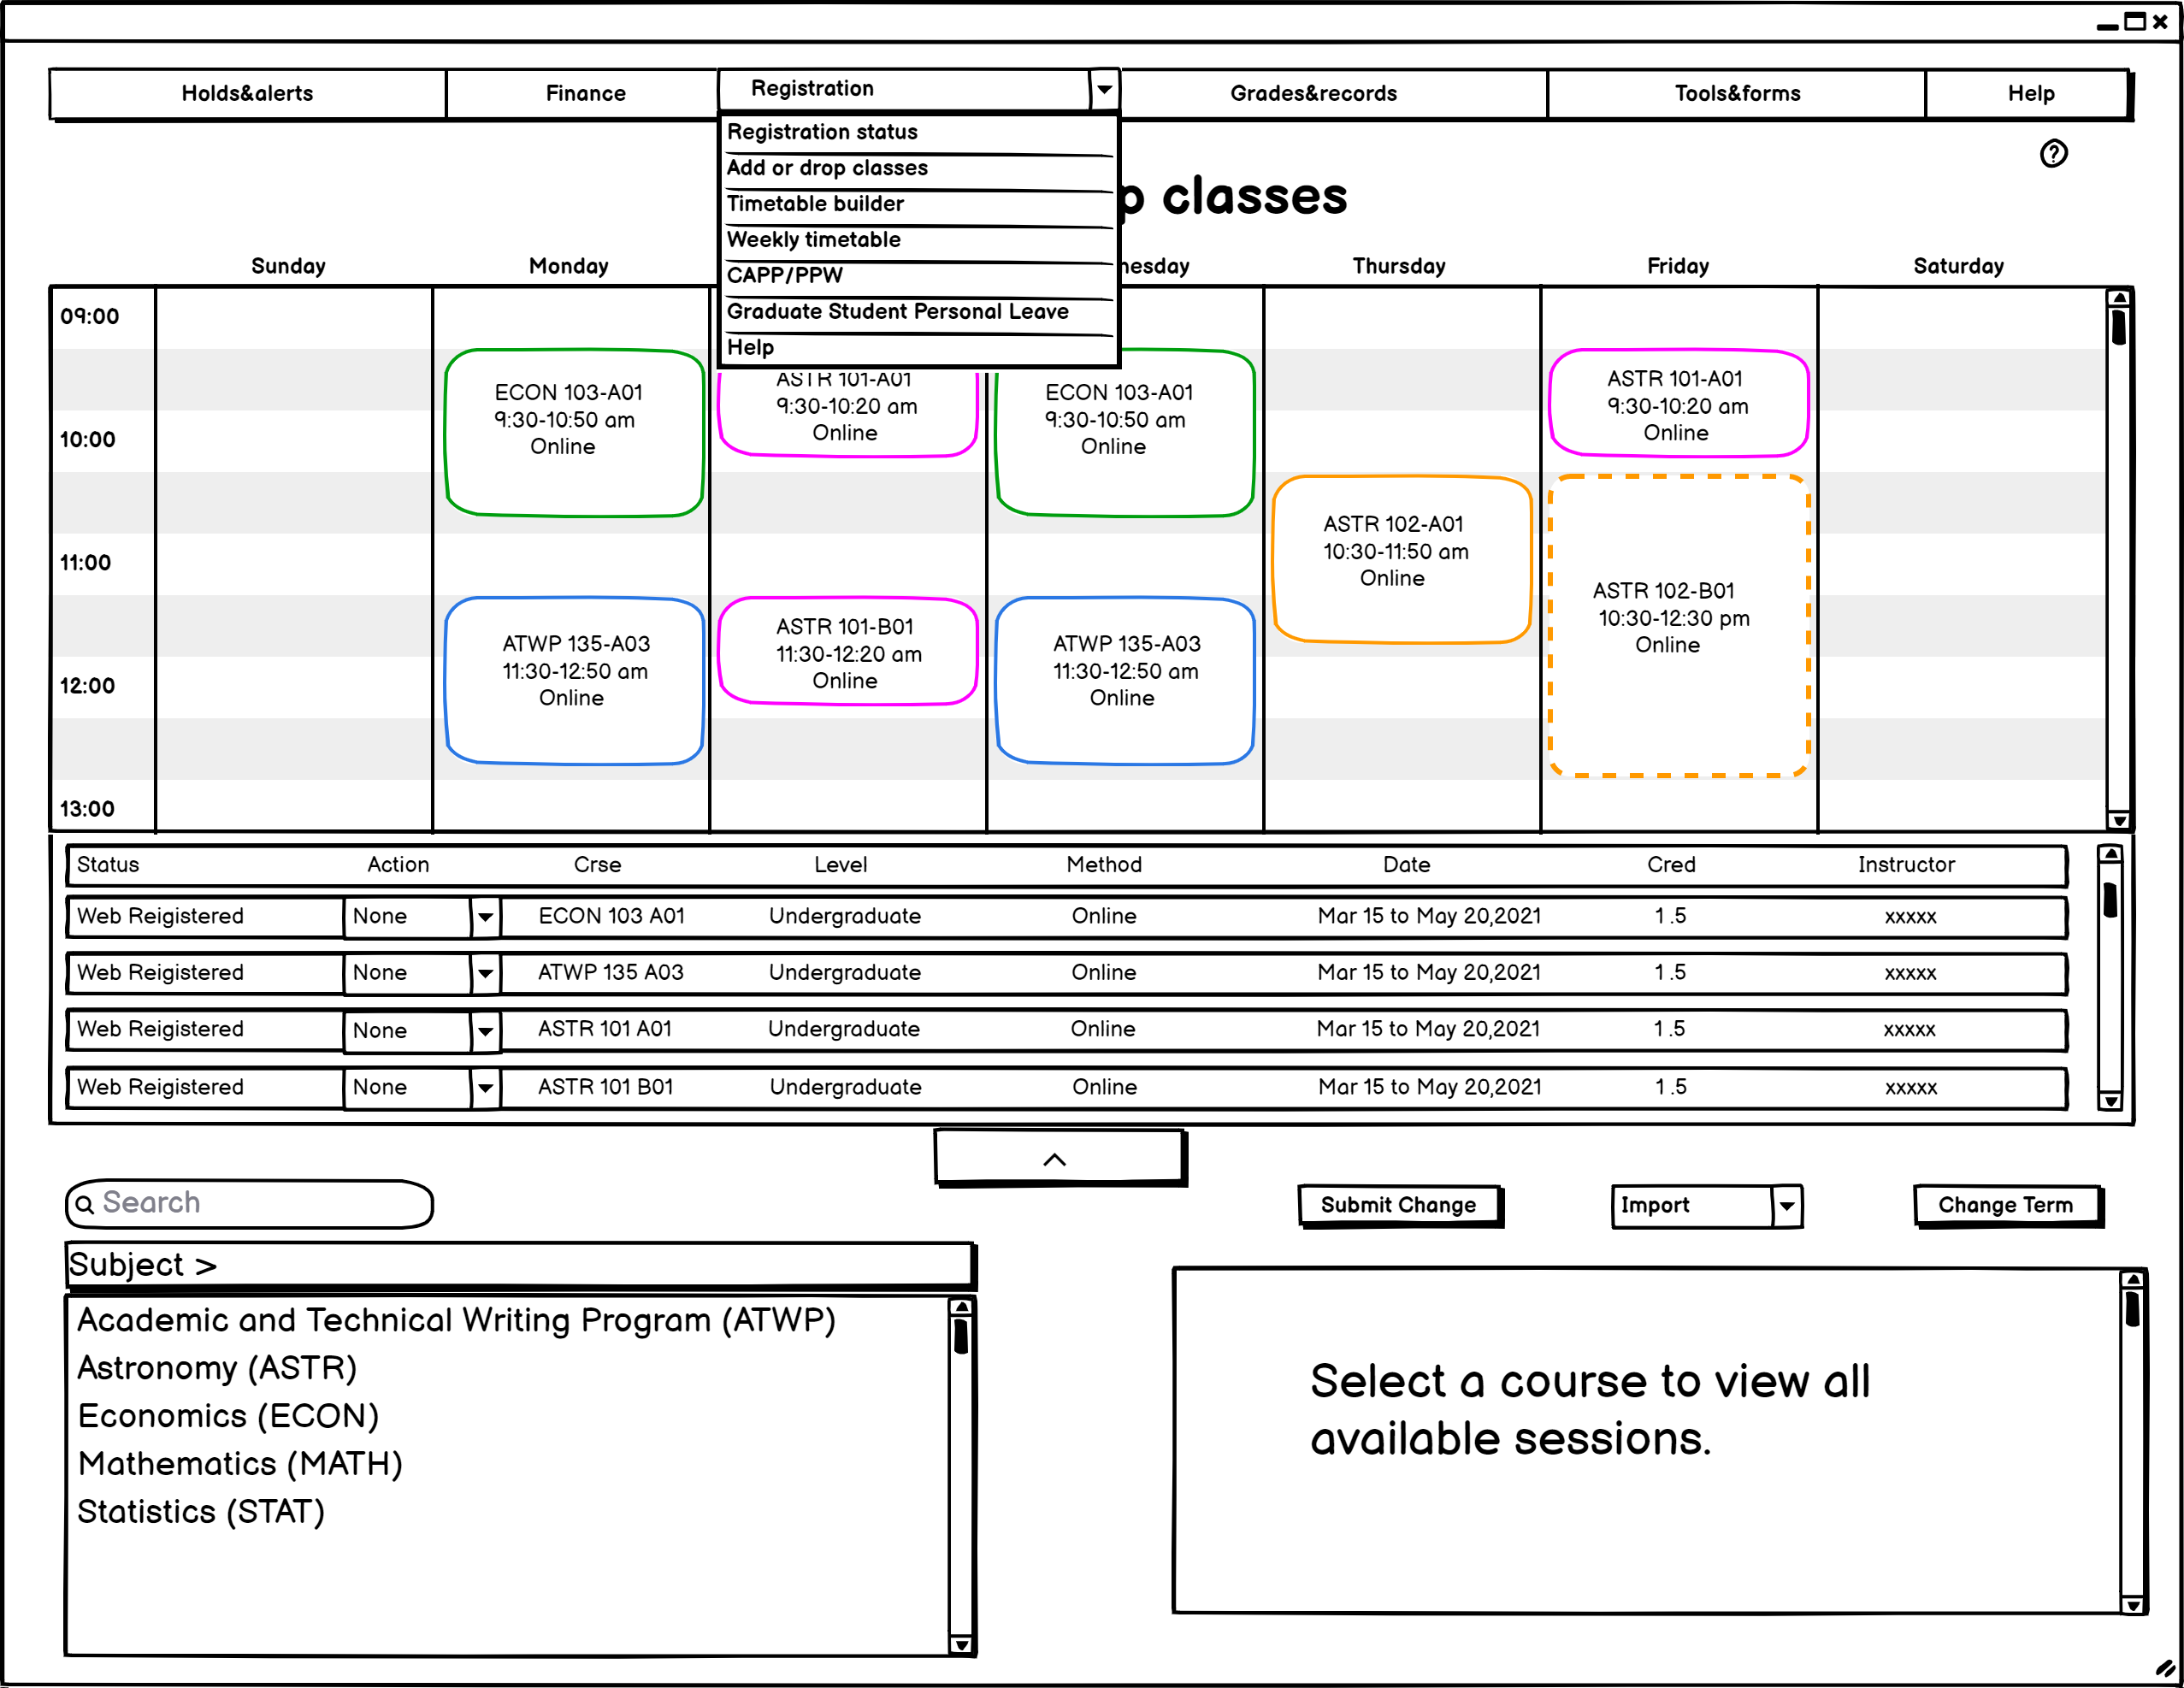 Holds&alerts Finance Registration Grades&records Tools&forms Help
Registration status
Add or drop classes
Timetable builder
Weekly timetable
CAPP/PPW
Graduate Student Personal Leave
Help
?
classes
Sunday Monday Thursday Friday Saturday
09:00
10:00
11:00
12:00
13:00
ECON 103-A01
9:30-10:50 am
Online
ATWP 135-A03
11:30-12:50 am
Online
ASTR 101-A01
9:30-10:20 am
Online
ASTR 101-B01
11:30-12:20 am
Online
ECON 103-A01
9:30-10:50 am
Online
ATWP 135-A03
11:30-12:50 am
Online
ASTR 102-A01
10:30-11:50 am
Online
ASTR 101-A01
9:30-10:20 am
Online
ASTR 102-B01
10:30-12:30 pm
Online
Status Action Crse Level Method Date Cred Instructor
Web Reigistered None ECON 103 A01 Undergraduate Online Mar 15 to May 20,2021 1.5 xxxxx
Web Reigistered None ATWP 135 A03 Undergraduate Online Mar 15 to May 20,2021 1.5 xxxxx
Web Reigistered None ASTR 101 A01 Undergraduate Online Mar 15 to May 20,2021 1.5 xxxxx
Web Reigistered None ASTR 101 B01 Undergraduate Online Mar 15 to May 20,2021 1.5 xxxxx
Search
Submit Change Import Change Term
Subject >
Academic and Technical Writing Program (ATWP)
Astronomy (ASTR)
Economics (ECON)
Mathematics (MATH)
Statistics (STAT)
Select a course to view all
available sessions.